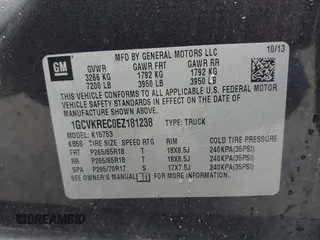 GM
MFD BY GENERAL MOTORS LLC
10/13
GVWR GAWR FRT GAWR RR
3266 KG 1792 KG 1792 KG
7200 LB 3950 LB 3950 LB
THIS VEHICLE CONFORMS TO ALL APPLICABLE U.S. FEDERAL
MOTOR VEHICLE SAFETY STANDARDS IN EFFECT ON THE DATE OF
MANUFACTURE SHOWN ABOVE.
1GCVKREC0EZ181238 TYPE: TRUCK
MODEL: K15753
TIRE SIZE SPEED RTG RIM COLD TIRE PRESSURE
FRT P265/65R18 T 18X8.5J 240KPA(35PSI)
RR P265/65R18 T 18X8.5J 240KPA(35PSI)
SPA P265/70R17 S 17X7.5J 240KPA(35PSI)
SEE OWNER'S MANUAL FOR
DREAMBID